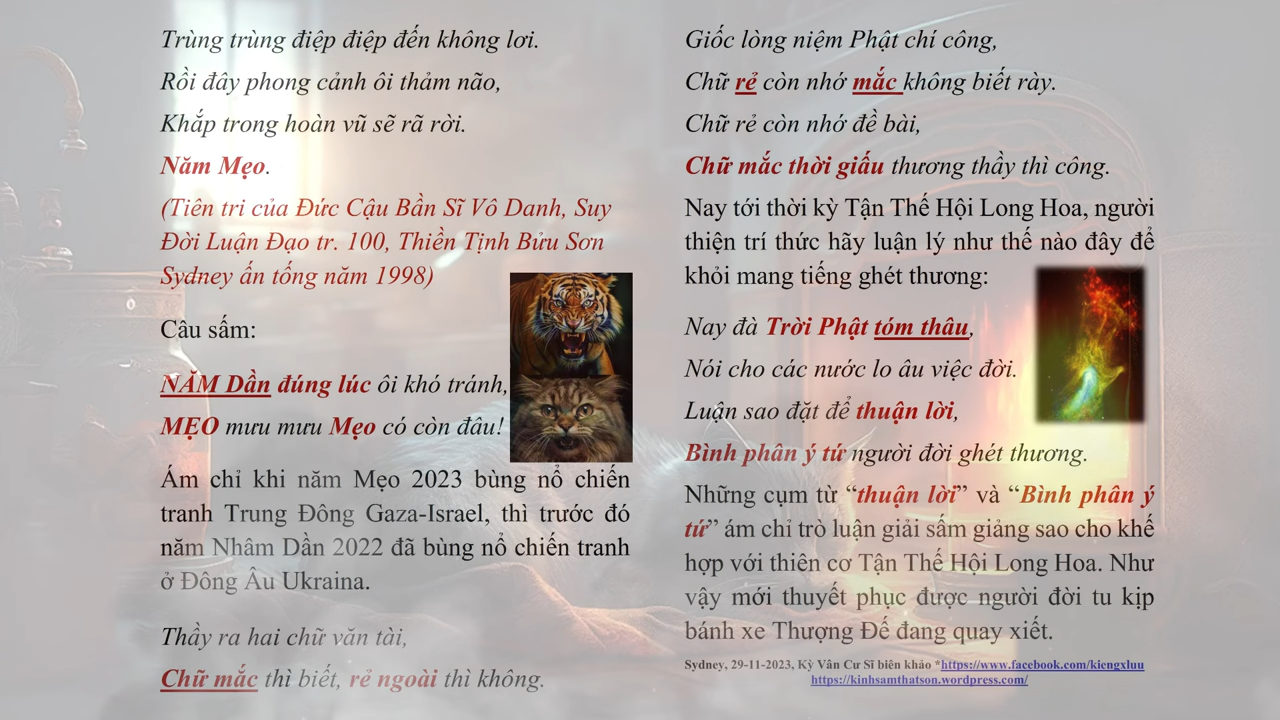 Trùng trùng điệp điệp đến không lơi.
Rồi đây phong cảnh ôi thảm não,
Khắp trong hoàn vũ sẽ rã rời.
Năm Mẹo.
(Tiên tri của Đức Cậu Bần Sĩ Vô Danh, Suy
Đời Luận Đạo tr. 100, Thiền Tịnh Bửu Sơn
Sydney ấn tống năm 1998)
Câu sấm:
NĂM Dần đúng lúc ôi khó tránh,
MẸO mưu mưu Mẹo có còn đâu!
Ám chỉ khi năm Mẹo 2023 bùng nổ chiến
tranh Trung Đông Gaza-Israel, thì trước đó
năm Nhâm Dần 2022 đã bùng nổ chiến tranh
ở Đông Âu Ukraina.
Thầy ra hai chữ văn tài,
Chữ mắc thì biết, rẻ ngoài thì không.
Giốc lòng niệm Phật chí công,
Chữ rẻ còn nhớ mắc không biết rày.
Chữ rẻ còn nhớ đề bài,
Chữ mắc thời giấu thương thầy thì công.
Nay tới thời kỳ Tận Thế Hội Long Hoa, người
thiện trí thức hãy luận lý như thế nào đây để
khỏi mang tiếng ghét thương:
Nay đà Trời Phật tóm thâu,
Nói cho các nước lo âu việc đời.
Luận sao đặt để thuận lời,
Bình phân ý tứ người đời ghét thương.
Những cụm từ “thuận lời” và “Bình phân ý
tứ” ám chỉ trò luận giải sấm giảng sao cho khế
hợp với thiên cơ Tận Thế Hội Long Hoa. Như
vậy mới thuyết phục được người đời tu kịp
bánh xe Thượng Đế đang quay xiết.
Sydney, 29-11-2023, Kỳ Vân Cư Sĩ biên khảo *https://www.facebook.com/kiengxluu
https://kinhsamthatson.wordpress.com/